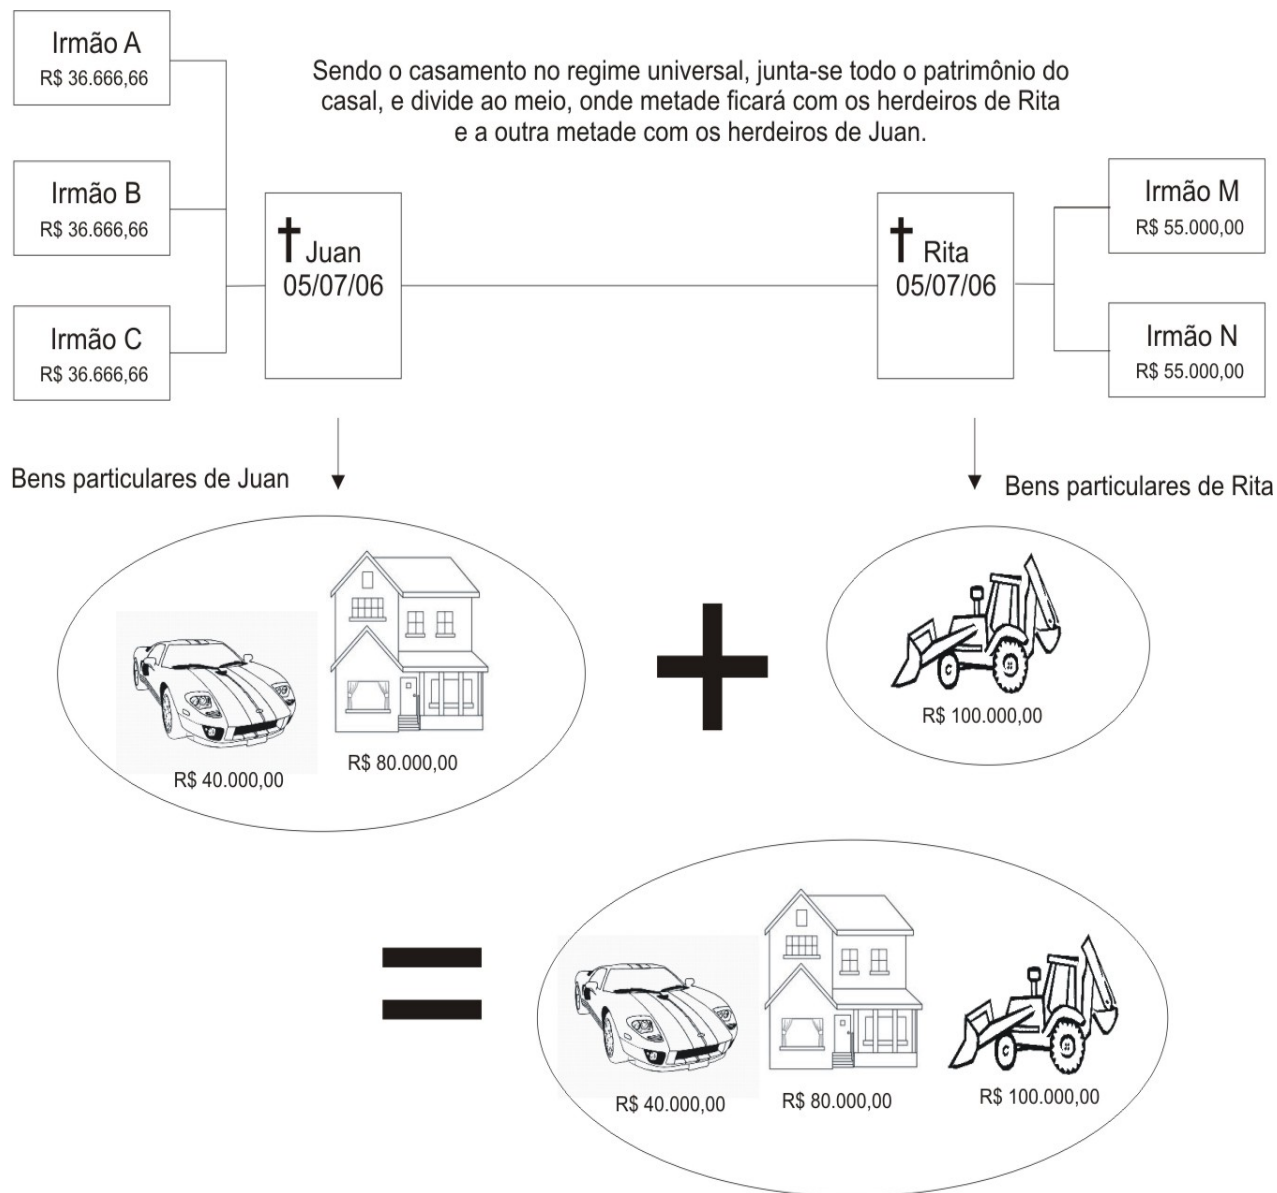 Irmão A
R$ 36.666,66
Sendo o casamento no regime universal, junta-se todo o patrimônio do
casal, e divide ao meio, onde metade ficará com os herdeiros de Rita
e a outra metade com os herdeiros de Juan.
Irmão B
R$ 36.666,66
Irmão C
R$ 36.666,66
Juan
05/07/06
Rita
05/07/06
Irmão M
R$ 55.000,00
Irmão N
R$ 55.000,00
Bens particulares de Juan
Bens particulares de Rita
R$ 40.000,00
R$ 80.000,00
R$ 100.000,00
R$ 40.000,00
R$ 80.000,00
R$ 100.000,00